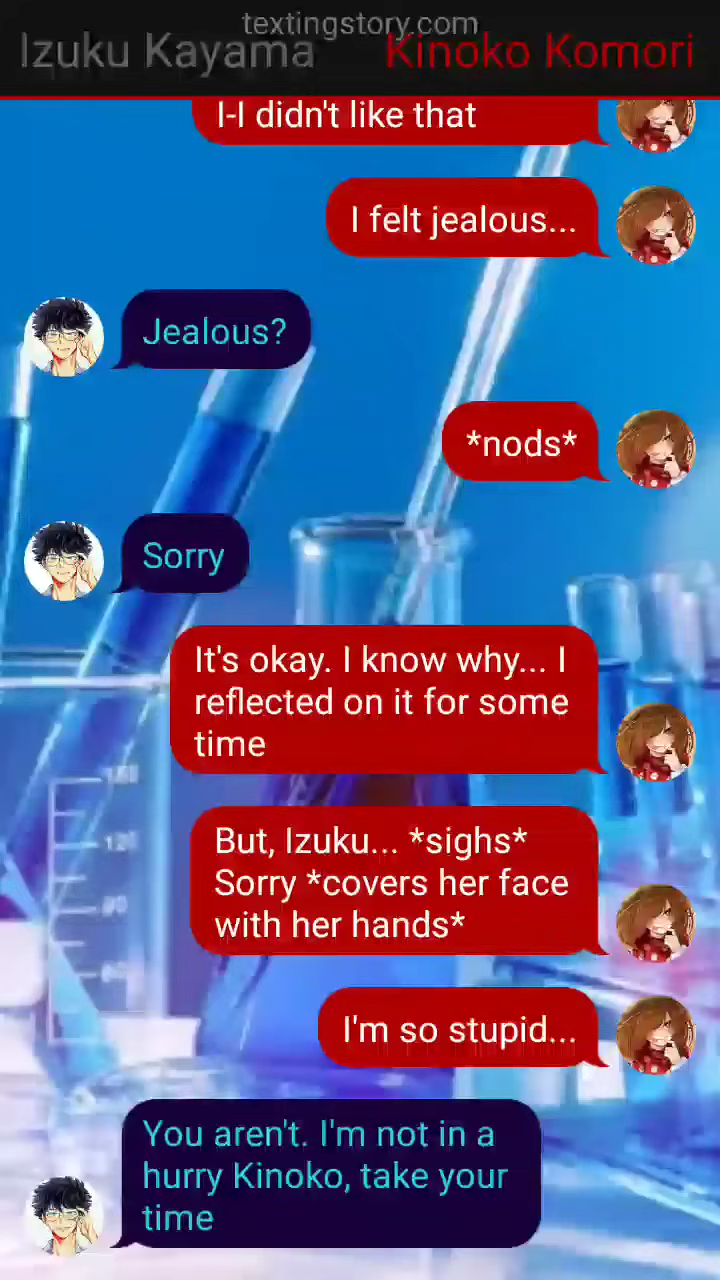 textingstory.com
Izuku Kayama
Kinoko Komori
I-I didn't like that
I felt jealous...
Jealous?
*nods*
Sorry
It's okay. I know why... I
reflected on it for some
time
But, Izuku... *sighs*
Sorry *covers her face
with her hands*
I'm so stupid...
You aren't. I'm not in a
hurry Kinoko, take your
time